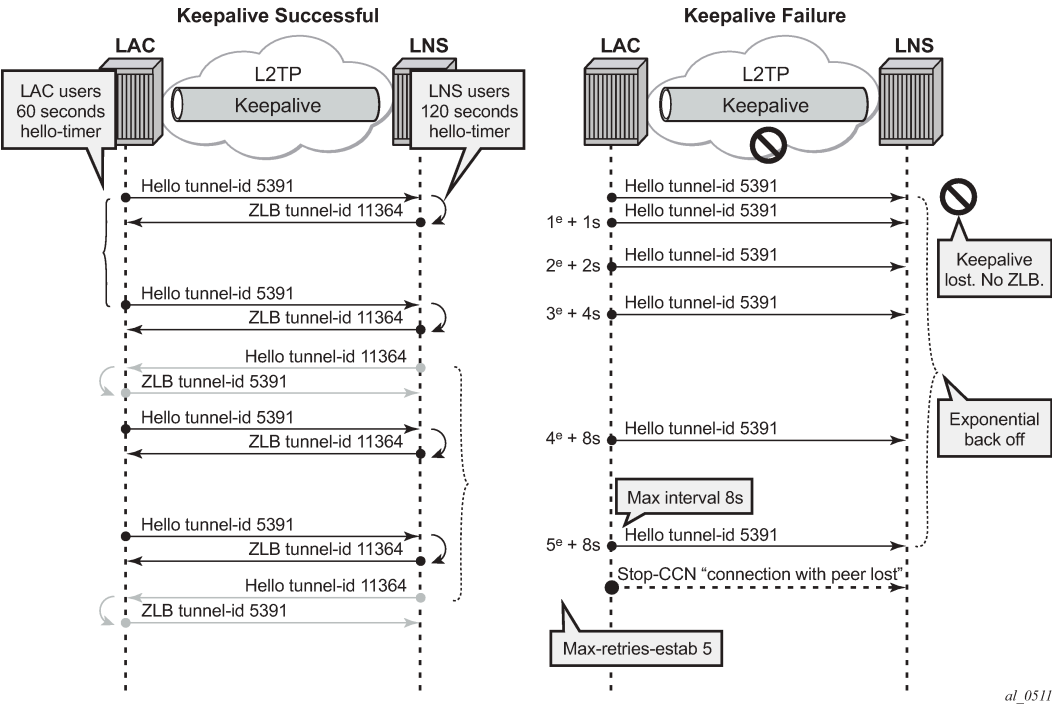 Keepalive Successful
LAC
LNS
L2TP
Keepalive
LAC users
60 seconds
hello-timer
LNS users
120 seconds
hello-timer
Hello tunnel-id 5391
ZLB tunnel-id 11364
Hello tunnel-id 5391
ZLB tunnel-id 11364
Hello tunnel-id 11364
ZLB tunnel-id 5391
Hello tunnel-id 5391
ZLB tunnel-id 11364
Hello tunnel-id 5391
ZLB tunnel-id 11364
Hello tunnel-id 11364
ZLB tunnel-id 5391
Keepalive Failure
LAC
LNS
L2TP
Keepalive
Hello tunnel-id 5391
1e + 1s
Hello tunnel-id 5391
2e + 2s
Hello tunnel-id 5391
3e + 4s
Hello tunnel-id 5391
4e + 8s
Hello tunnel-id 5391
Max interval 8s
5e + 8s
Hello tunnel-id 5391
Stop-CCN “connection with peer lost”
Max-retries-estab 5
Keepalive
lost. No ZLB.
Exponential
back off
al_0511